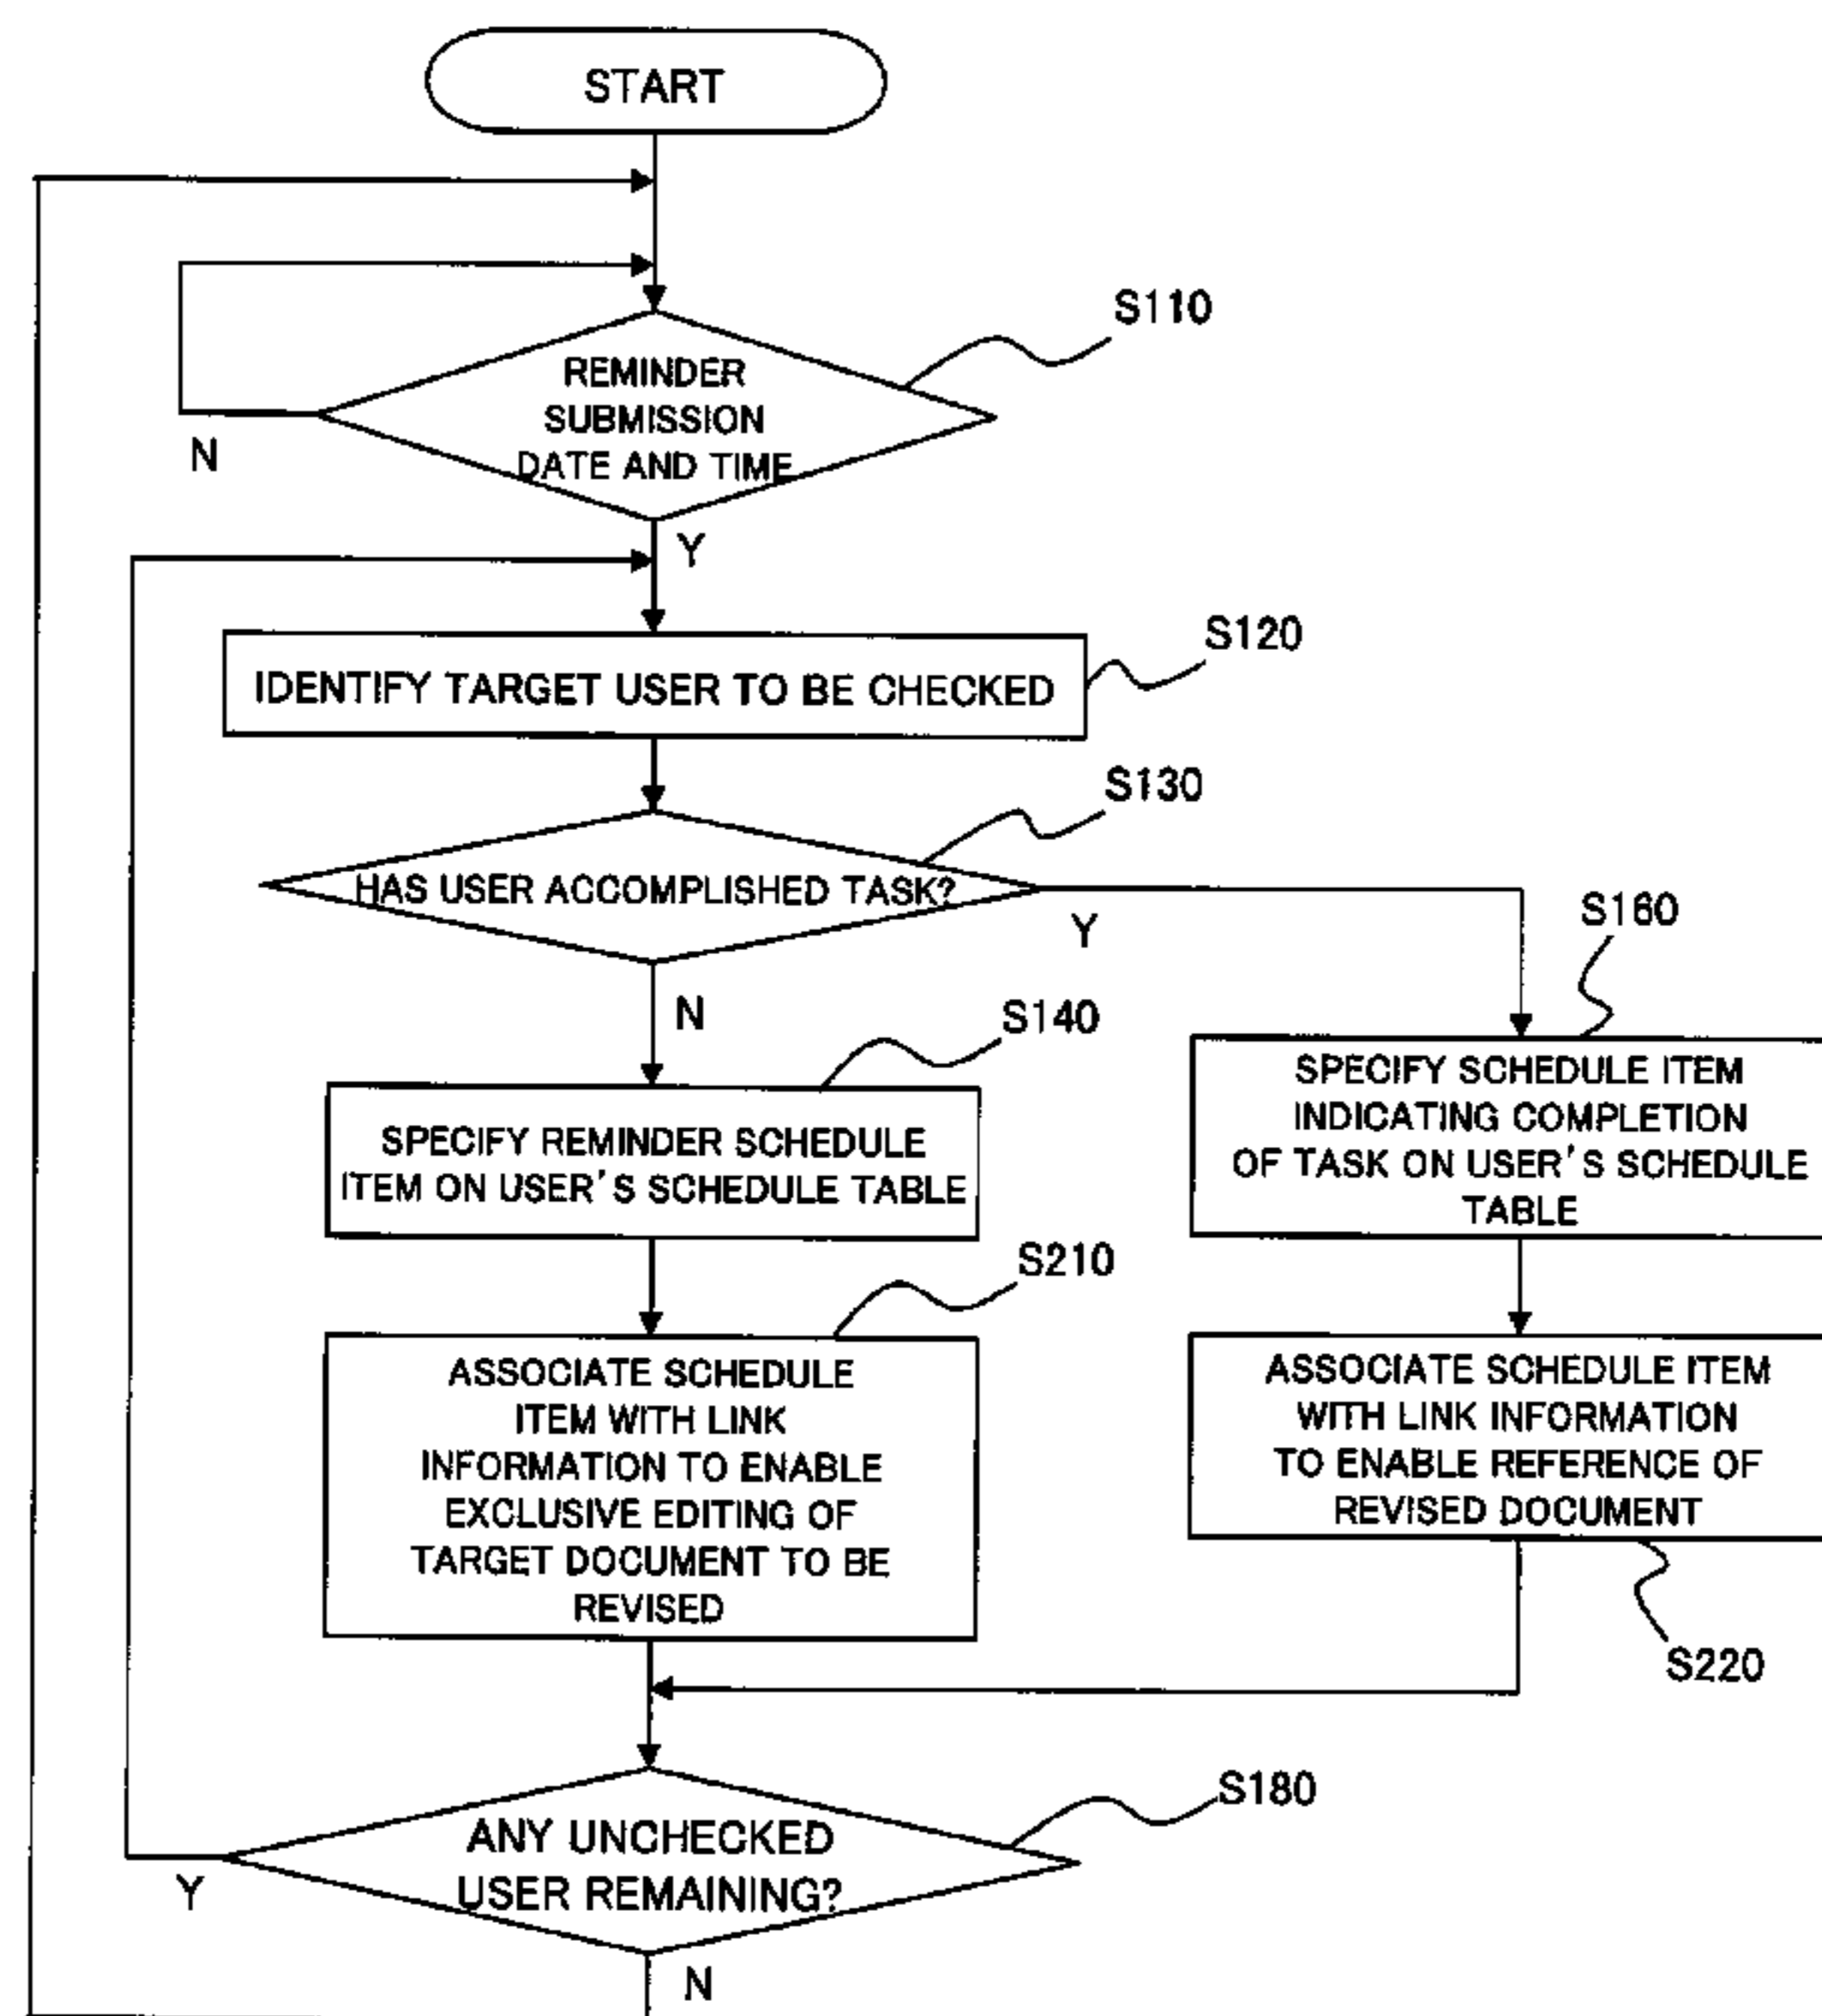 START
S110
REMINDER
SUBMISSION
DATE AND TIME
N
Y
S120
IDENTIFY TARGET USER TO BE CHECKED
S130
HAS USER ACCOMPLISHED TASK?
Y
N
S160
S140
SPECIFY SCHEDULE ITEM
INDICATING COMPLETION
OF TASK ON USER'S SCHEDULE
TABLE
SPECIFY REMINDER SCHEDULE
ITEM ON USER'S SCHEDULE TABLE
S210
ASSOCIATE SCHEDULE
ITEM WITH LINK
INFORMATION TO ENABLE
EXCLUSIVE EDITING OF
TARGET DOCUMENT TO BE
REVISED
ASSOCIATE SCHEDULE ITEM
WITH LINK INFORMATION
TO ENABLE REFERENCE OF
REVISED DOCUMENT
S220
S180
ANY UNCHECKED
USER REMAINING?
Y
N